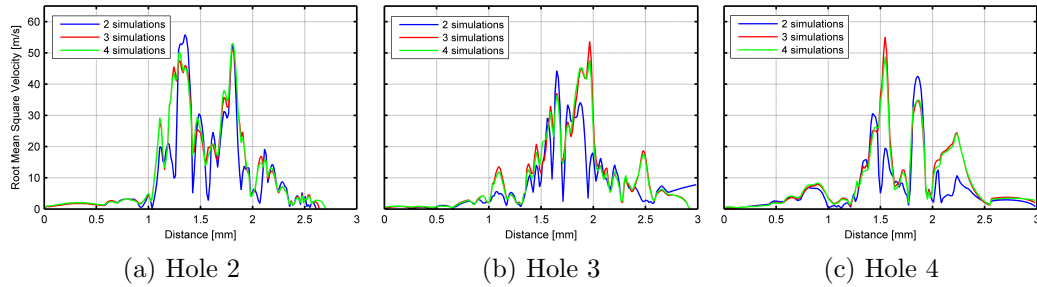 Root Mean Square Velocity [m/s]
60
50
40
30
20
10
0
2 simulations
3 simulations
4 simulations
0 0.5 1 1.5 2 2.5 3
Distance [mm]
(a) Hole 2
2 simulations
3 simulations
4 simulations
0 0.5 1 1.5 2 2.5 3
Distance [mm]
(b) Hole 3
2 simulations
3 simulations
4 simulations
0 0.5 1 1.5 2 2.5 3
Distance [mm]
(c) Hole 4